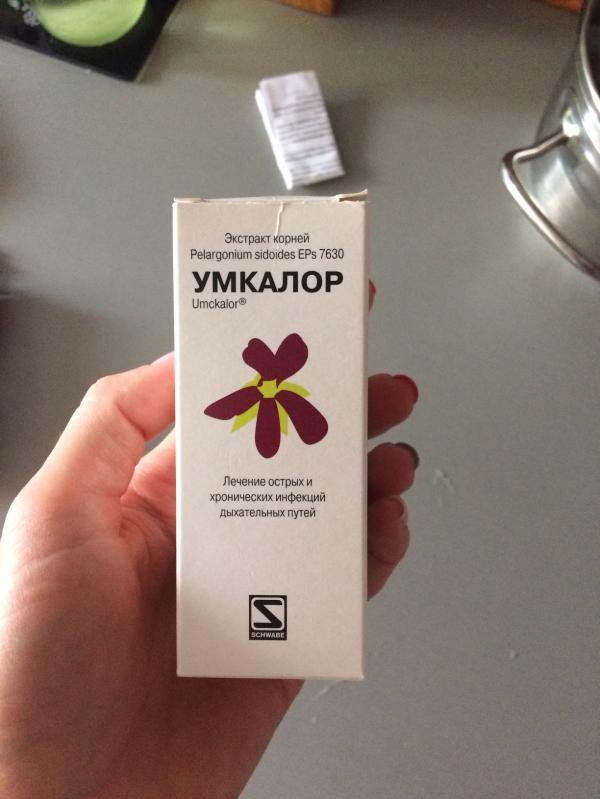 Экстракт корней
Pelargonium sidoides EPs 7630
УМКАЛОР
Umckalor®
Лечение острых и
хронических инфекций
дыхательных путей
SCHWABE